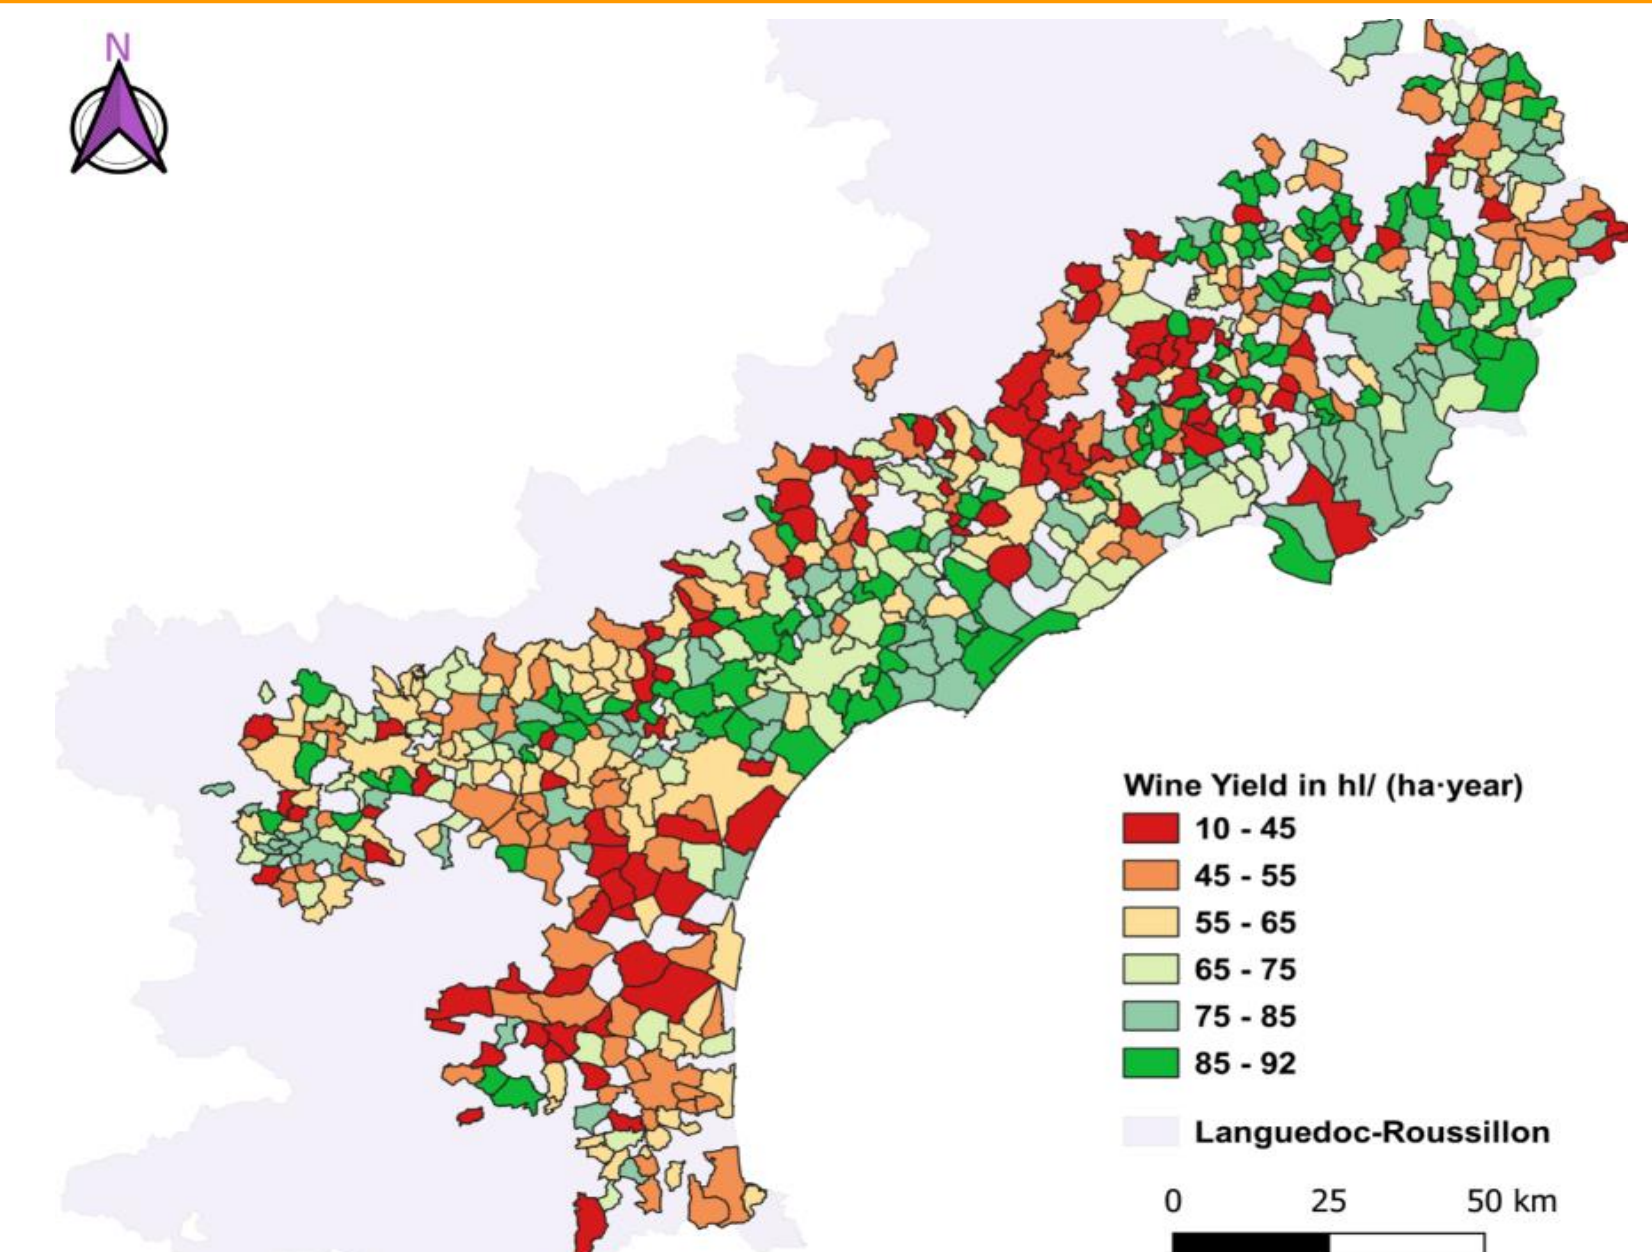 N
Wine Yield in hl/ (ha·year)
10 - 45
45 - 55
55 - 65
65 - 75
75 - 85
85 - 92
Languedoc-Roussillon
0 25 50 km